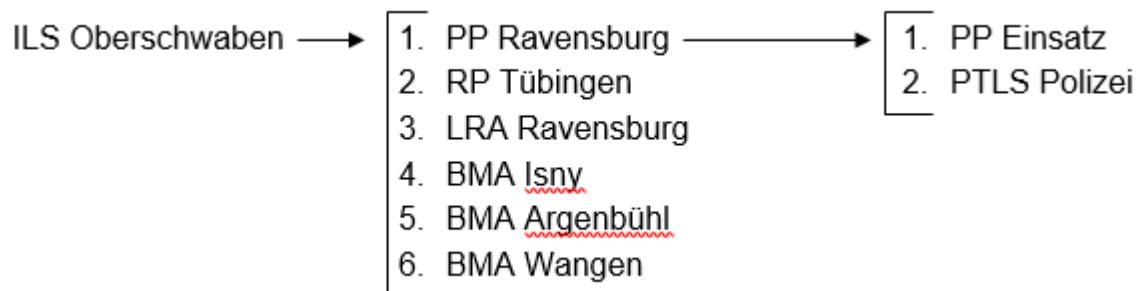 ILS Oberschwaben
1. PP Ravensburg
2. RP Tübingen
3. LRA Ravensburg
4. BMA Isny
5. BMA Argenbühl
6. BMA Wangen
1. PP Einsatz
2. PTLS Polizei